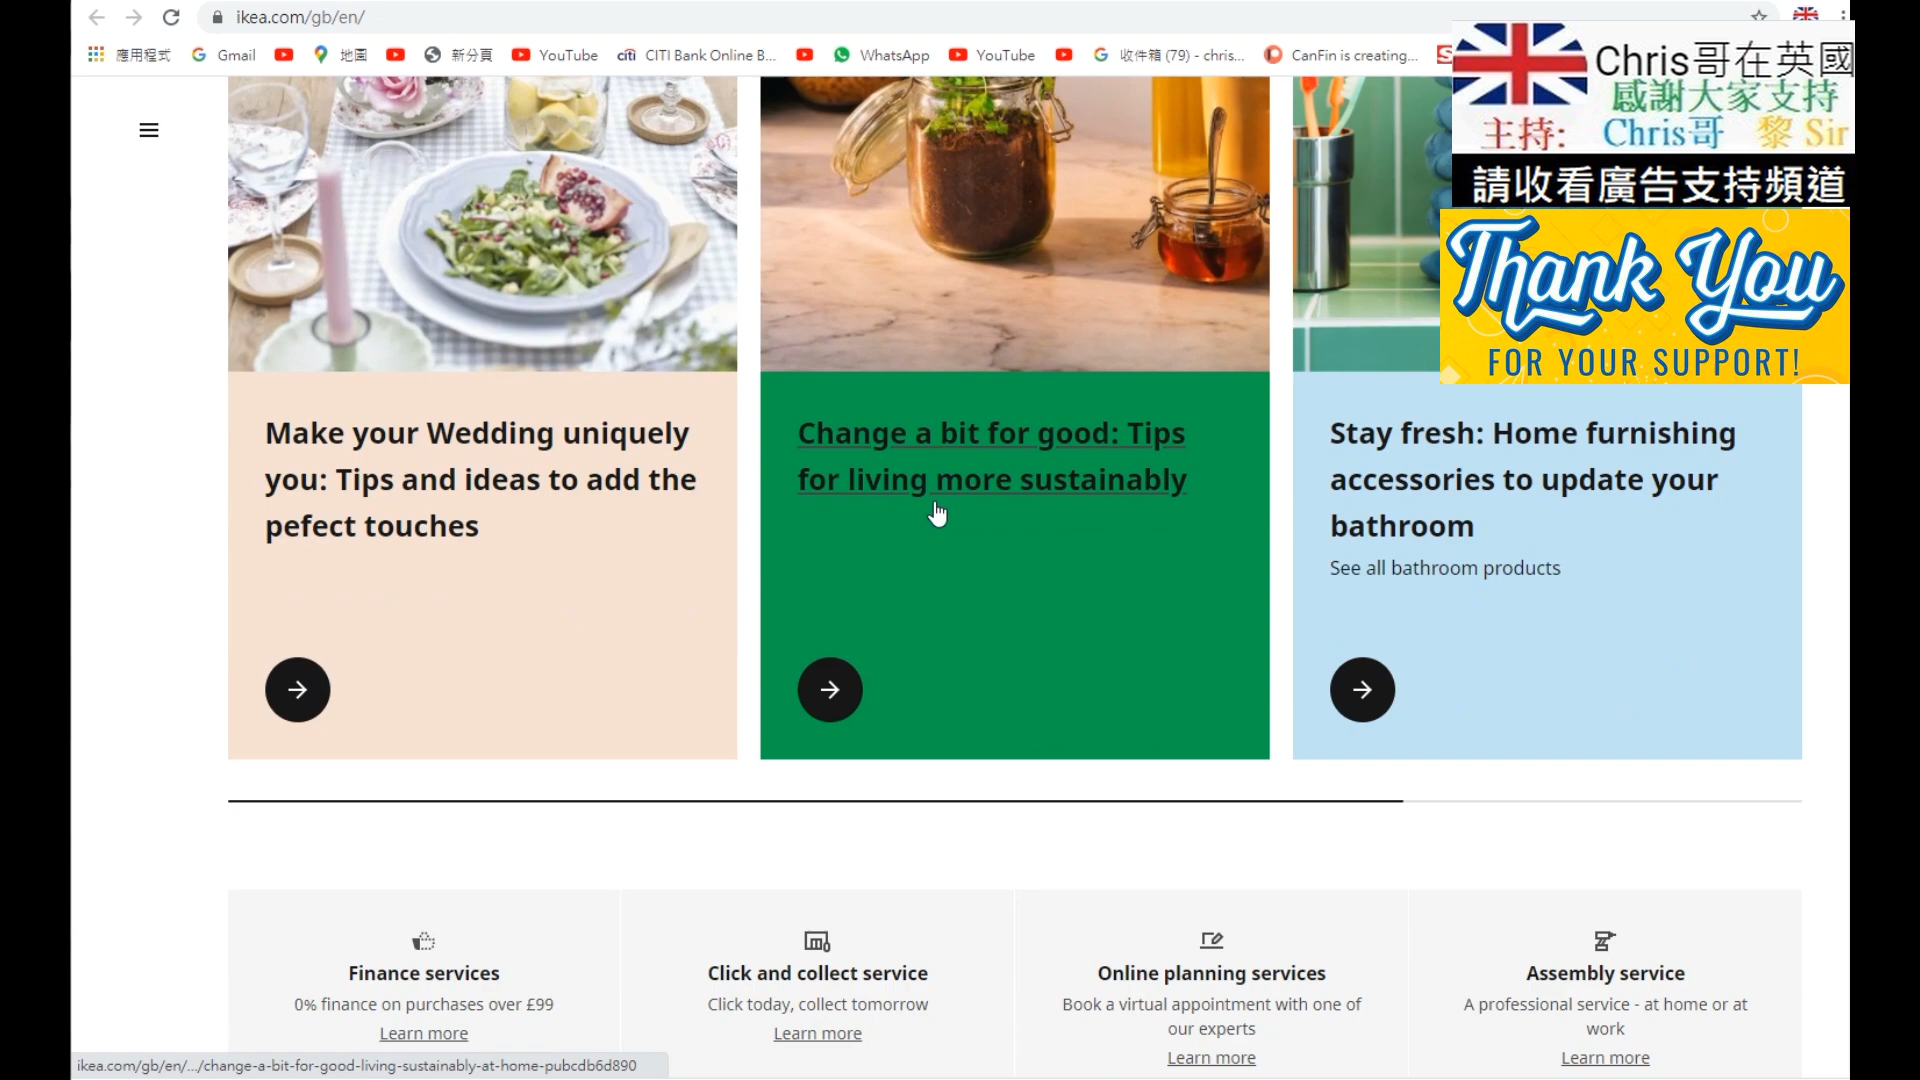 ikea.com/gb/en/
應用程式 Gmail 地圖 新分頁 YouTube citi CITI Bank Online B... WhatsApp YouTube 收件箱 (79) - chris... CanFin is creating...
Chris哥在英國
感謝大家支持
主持: Chris哥 黎 Sir
請收看廣告支持頻道
Thank You
FOR YOUR SUPPORT!
Make your Wedding uniquely
you: Tips and ideas to add the
pefect touches
Change a bit for good: Tips
for living more sustainably
Stay fresh: Home furnishing
accessories to update your
bathroom
See all bathroom products
Finance services
0% finance on purchases over £99
Learn more
Click and collect service
Click today, collect tomorrow
Learn more
Online planning services
Book a virtual appointment with one of
our experts
Learn more
Assembly service
A professional service - at home or at
work
Learn more
ikea.com/gb/en/.../change-a-bit-for-good-living-sustainably-at-home-pubcdb6d890